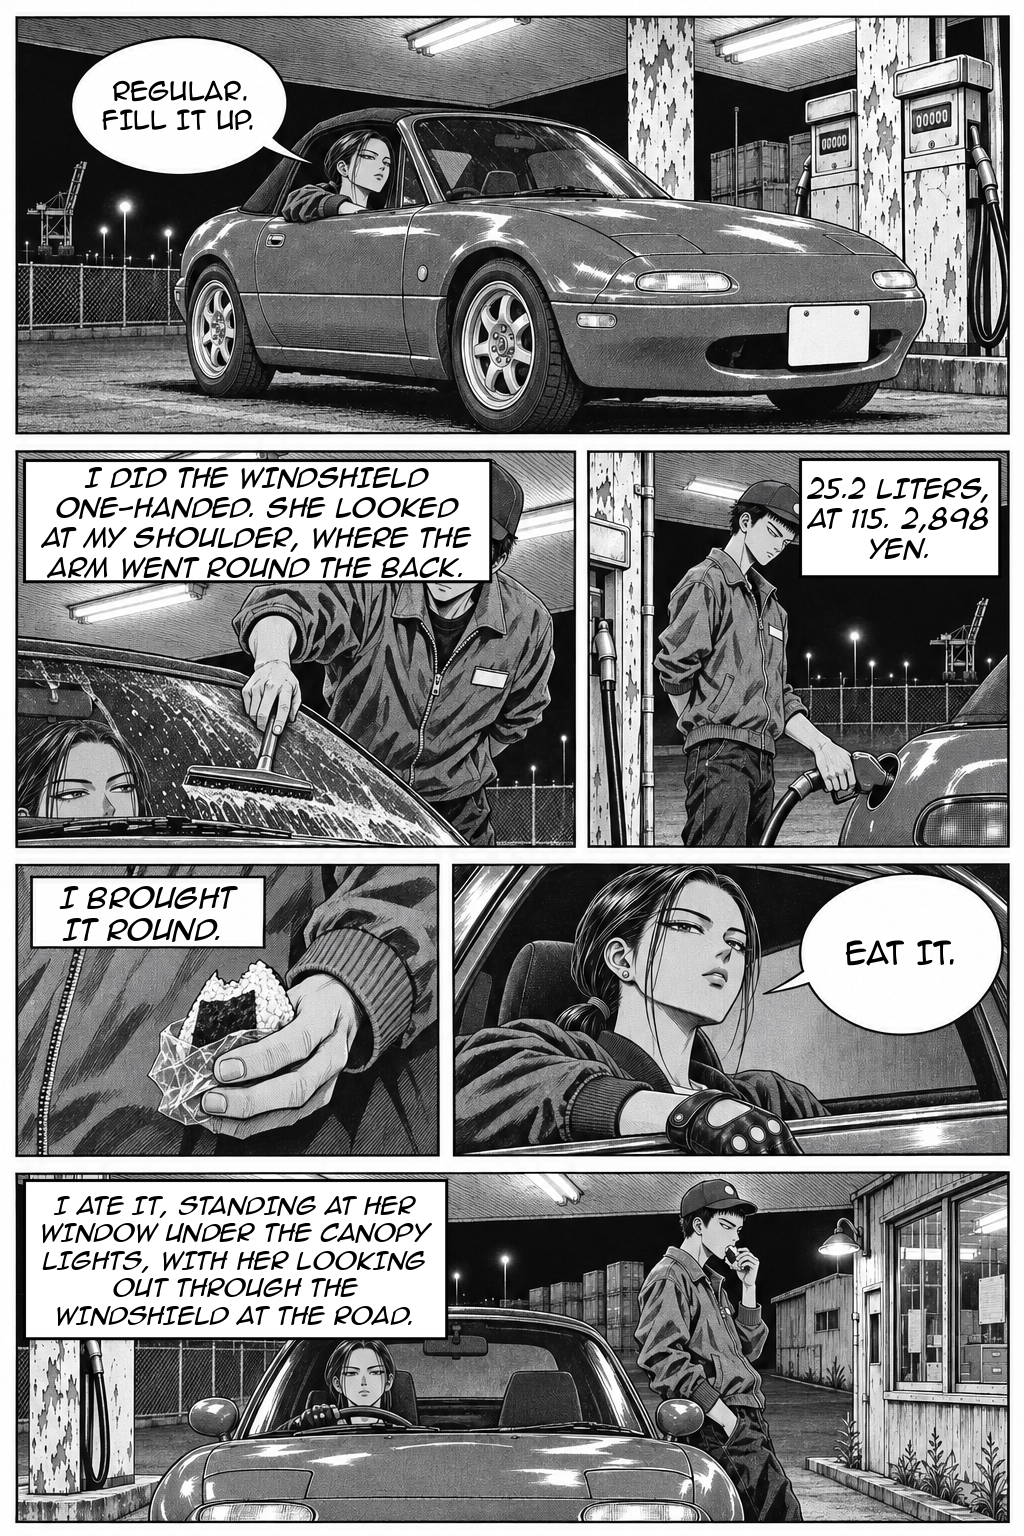 REGULAR.
FILL IT UP.
00000
00000
I DID THE WINDSHIELD
ONE-HANDED. SHE LOOKED
AT MY SHOULDER, WHERE THE
ARM WENT ROUND THE BACK.
25.2 LITERS,
AT 115. 2,898
YEN.
I BROUGHT
IT ROUND.
EAT IT.
I ATE IT, STANDING AT HER
WINDOW UNDER THE CANOPY
LIGHTS, WITH HER LOOKING
OUT THROUGH THE
WINDSHIELD AT THE ROAD.